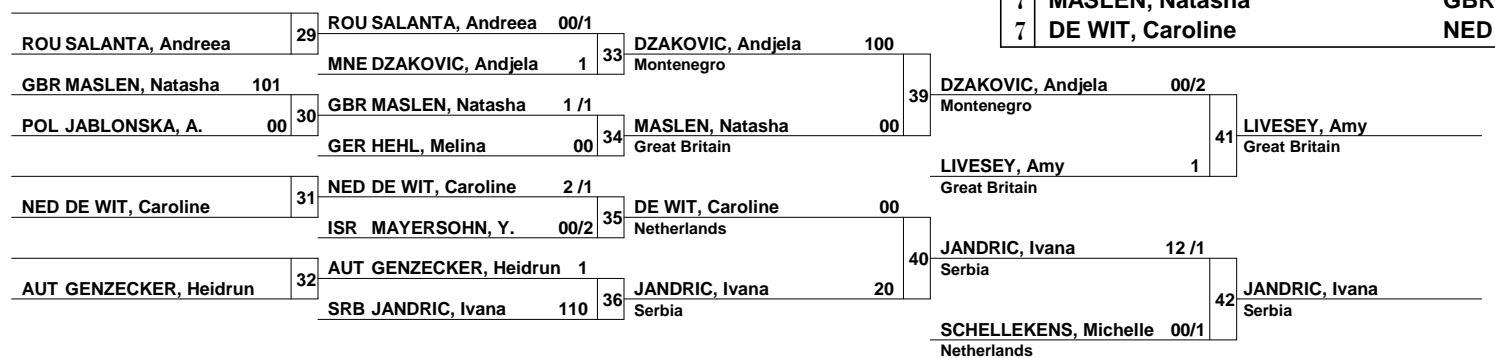 7 MASLEN, Natasha GBR
7 DE WIT, Caroline NED
ROU SALANTA, Andreea
29
ROU SALANTA, Andreea 00/1
MNE DZAKOVIC, Andjela 1
33
DZAKOVIC, Andjela 100
Montenegro
GBR MASLEN, Natasha 101
POL JABLONSKA, A. 00
30
GBR MASLEN, Natasha 1 /1
GER HEHL, Melina 00
34
MASLEN, Natasha 00
Great Britain
39
DZAKOVIC, Andjela 00/2
Montenegro
LIVESEY, Amy 1
Great Britain
41
LIVESEY, Amy
Great Britain
NED DE WIT, Caroline
31
NED DE WIT, Caroline 2 /1
ISR MAYERSOHN, Y. 00/2
35
DE WIT, Caroline 00
Netherlands
AUT GENZECKER, Heidrun
32
AUT GENZECKER, Heidrun 1
SRB JANDRIC, Ivana 110
36
JANDRIC, Ivana 20
Serbia
40
JANDRIC, Ivana 12 /1
Serbia
SCHELLEKENS, Michelle 00/1
Netherlands
42
JANDRIC, Ivana
Serbia